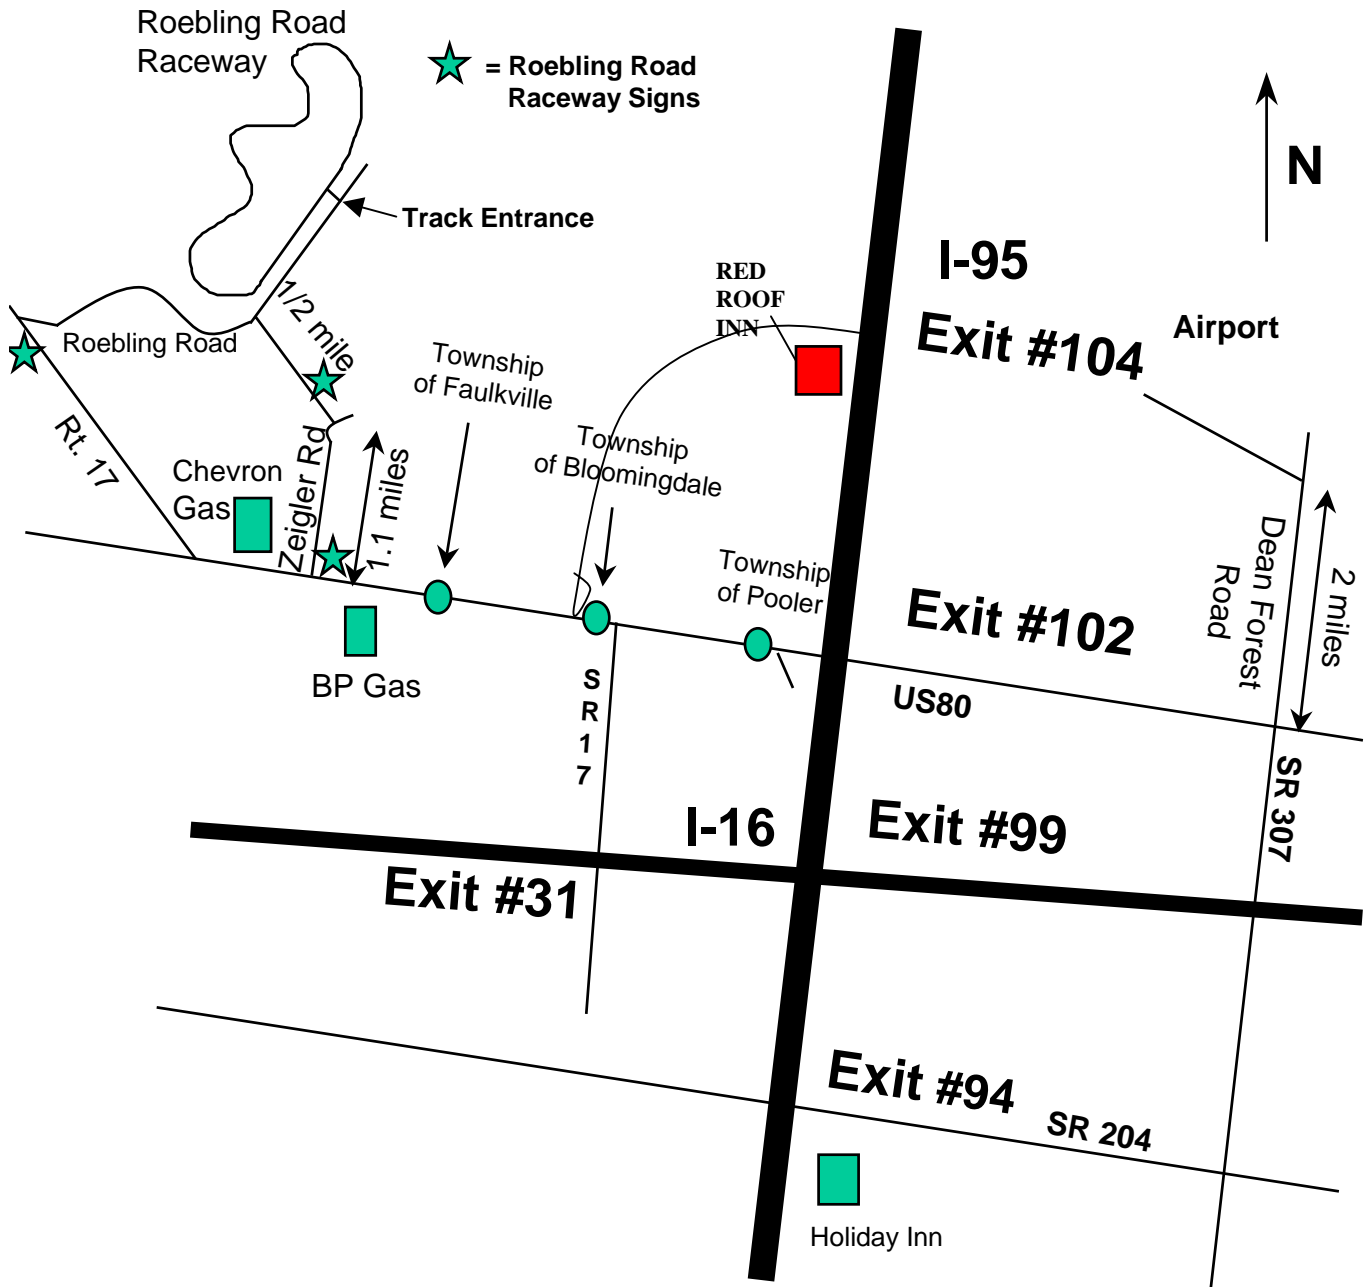 Roebling Road
Raceway
= Roebling Road
Raceway Signs
N
Track Entrance
I-95
RED
ROOF
INN
Exit #104
Airport
1/2 mile
Roebling Road
Township
of Faulkville
Rt. 17
Township
of Bloomingdale
Chevron
Gas
Zeigler Rd
1.1 miles
Dean Forest
Road
2 miles
Township
of Pooler
Exit #102
BP Gas
S
R
1
7
US80
SR 307
I-16
Exit #99
Exit #31
Exit #94
SR 204
Holiday Inn